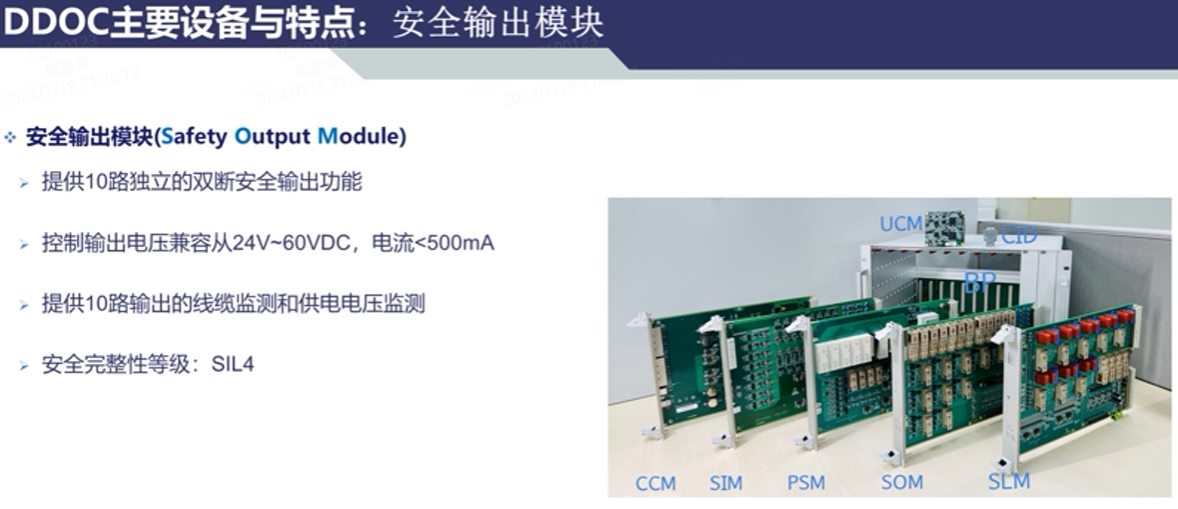 DDOC主要设备与特点：安全输出模块
安全输出模块(Safety Output Module)
提供10路独立的双断安全输出功能
控制输出电压兼容从24V~60VDC，电流<500mA
提供10路输出的线缆监测和供电电压监测
安全完整性等级：SIL4
UCM
CID
BP
CCM SIM PSM SOM SLM